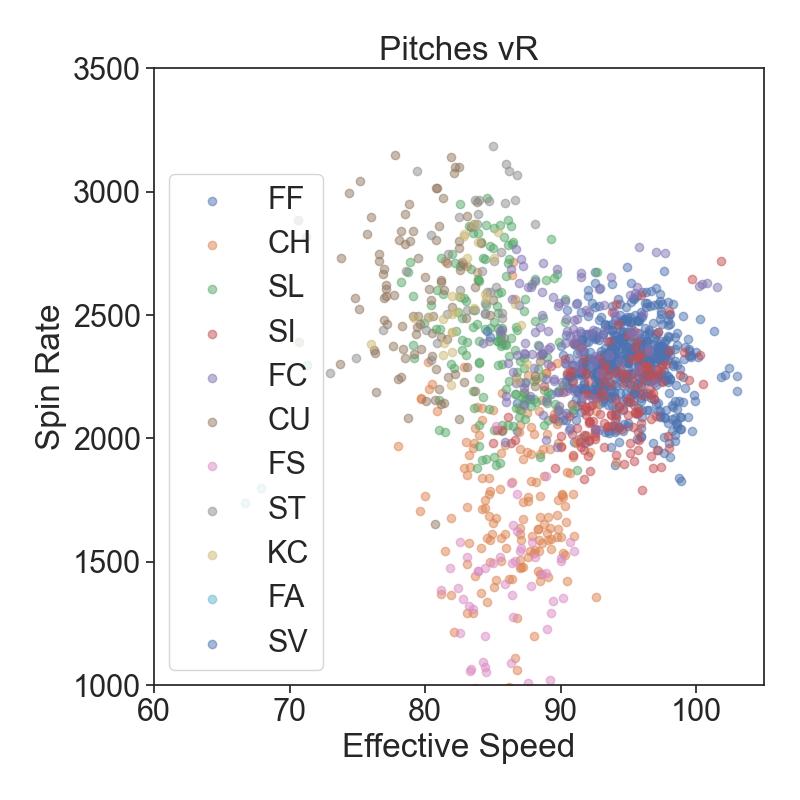 Pitches vR
3500
3000
2500
2000
1500
1000
Spin Rate
FF
CH
SL
SI
FC
CU
FS
ST
KC
FA
SV
60 70 80 90 100
Effective Speed